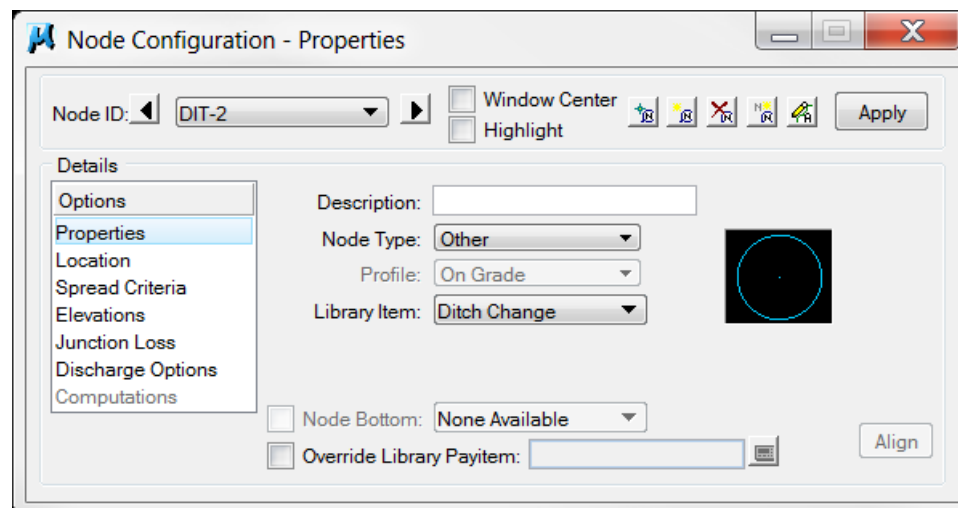 Node Configuration - Properties
Node ID: DIT-2 Window Center Apply
Highlight
Details
Options
Properties
Location
Spread Criteria
Elevations
Junction Loss
Discharge Options
Computations
Description:
Node Type: Other
Profile: On Grade
Library Item: Ditch Change
Node Bottom: None Available
Override Library Payitem:
Align